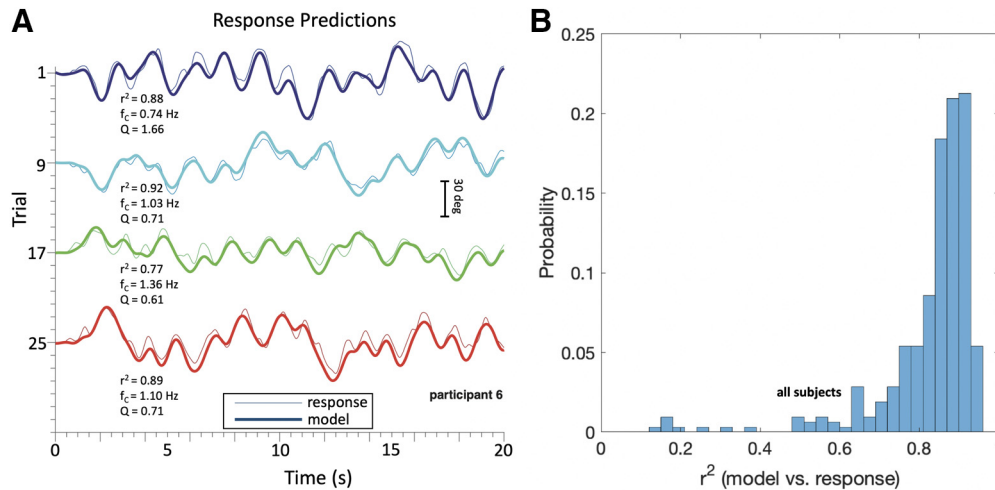 A
Response Predictions
Trial
1
r² = 0.88
f_C = 0.74 Hz
Q = 1.66
9
r² = 0.92
f_C = 1.03 Hz
Q = 0.71
30 deg
17
r² = 0.77
f_C = 1.36 Hz
Q = 0.61
25
r² = 0.89
f_C = 1.10 Hz
Q = 0.71
participant 6
response
model
0 5 10 15 20
Time (s)
B
Probability
0.25
0.2
0.15
0.1
0.05
0
all subjects
0 0.2 0.4 0.6 0.8
r² (model vs. response)